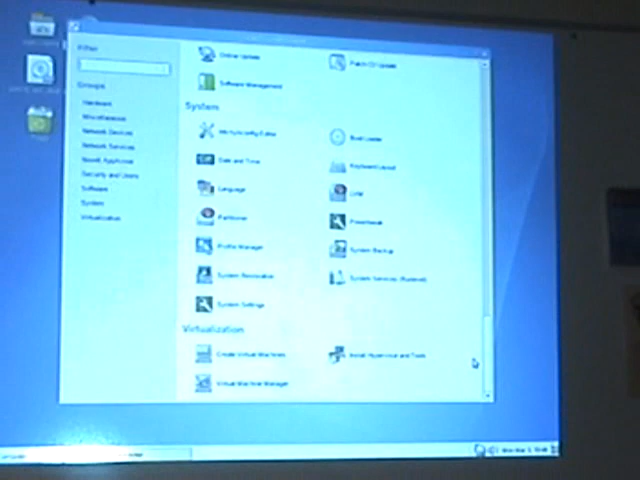 Filter
Online Update
Patch CD Update
Software Management
Groups
System
Hardware
Miscellaneous
Network Devices
Network Services
Novell AppArmor
Security and Users
Software
System
Virtualization
/etc/sysconfig Editor
Boot Loader
Date and Time
Keyboard Layout
Language
LVM
Partitioner
Powertweak
Profile Manager
System Backup
System Restoration
System Services (Runlevel)
System Settings
Virtualization
Create Virtual Machines
Install Hypervisor and Tools
Virtual Machine Manager